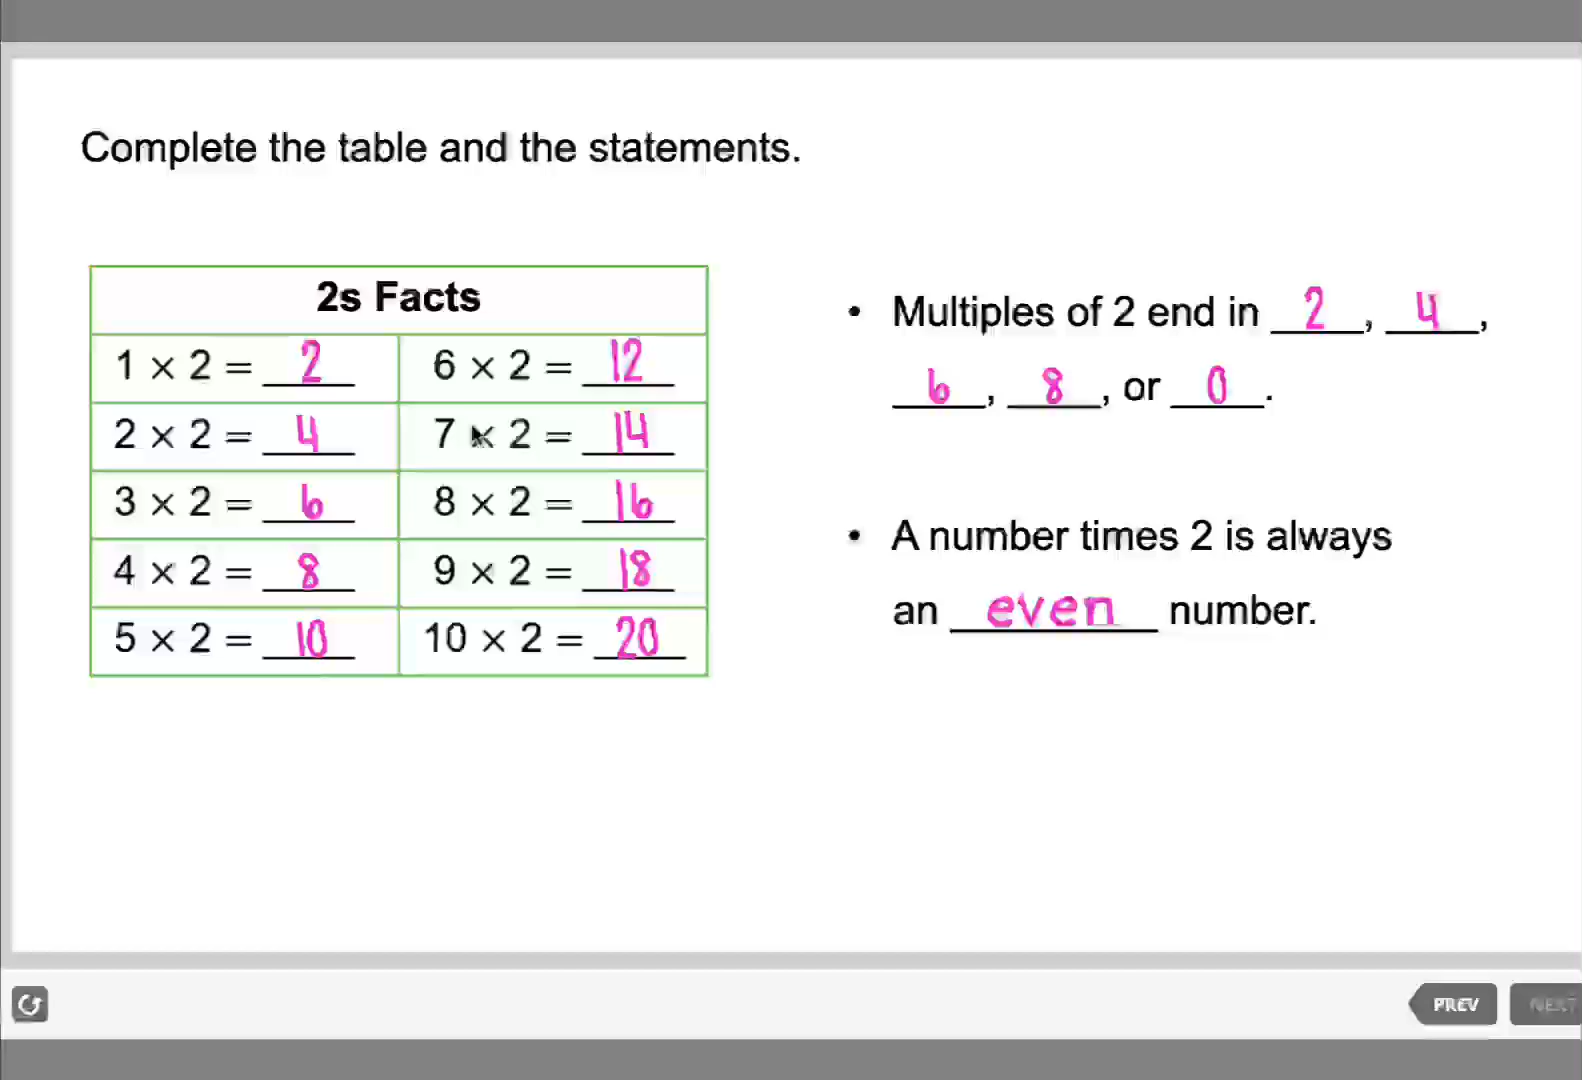 Complete the table and the statements.
2s Facts
1 × 2 = 2
6 × 2 = 12
2 × 2 = 4
7 × 2 = 14
3 × 2 = 6
8 × 2 = 16
4 × 2 = 8
9 × 2 = 18
5 × 2 = 10
10 × 2 = 20
• Multiples of 2 end in 2, 4,
6, 8, or 0.
• A number times 2 is always
an even number.
PREV
NEXT